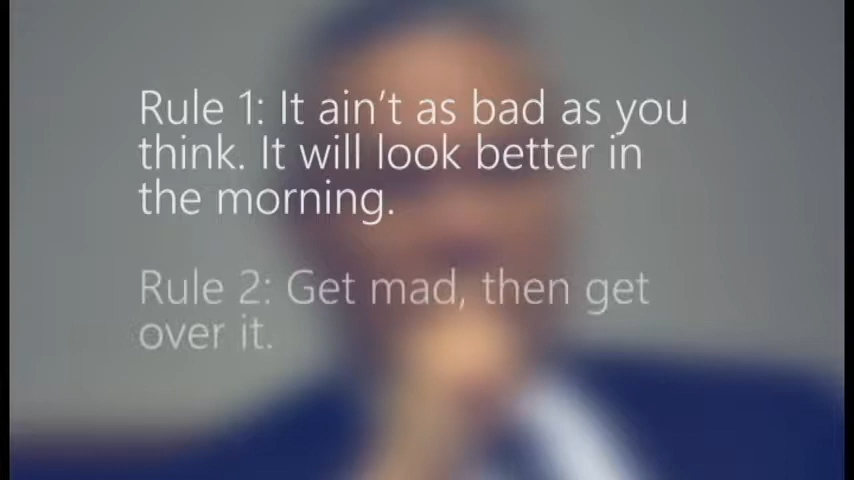 Rule 1: It ain't as bad as you
think. It will look better in
the morning.
Rule 2: Get mad, then get
over it.